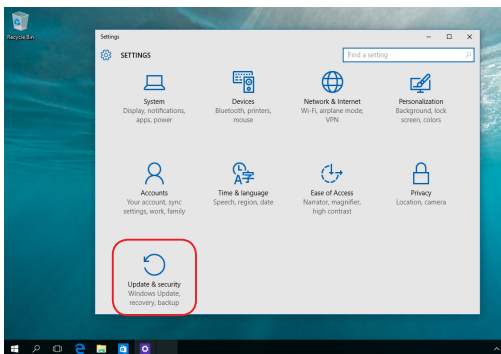 Recycle Bin
Settings
SETTINGS
Find a setting
System
Display, notifications,
apps, power
Devices
Bluetooth, printers,
mouse
Network & Internet
Wi-Fi, airplane mode,
VPN
Personalization
Background, lock
screen, colors
Accounts
Your account, sync
settings, work, family
Time & language
Speech, region, date
Ease of Access
Narrator, magnifier,
high contrast
Privacy
Location, camera
Update & security
Windows Update,
recovery, backup